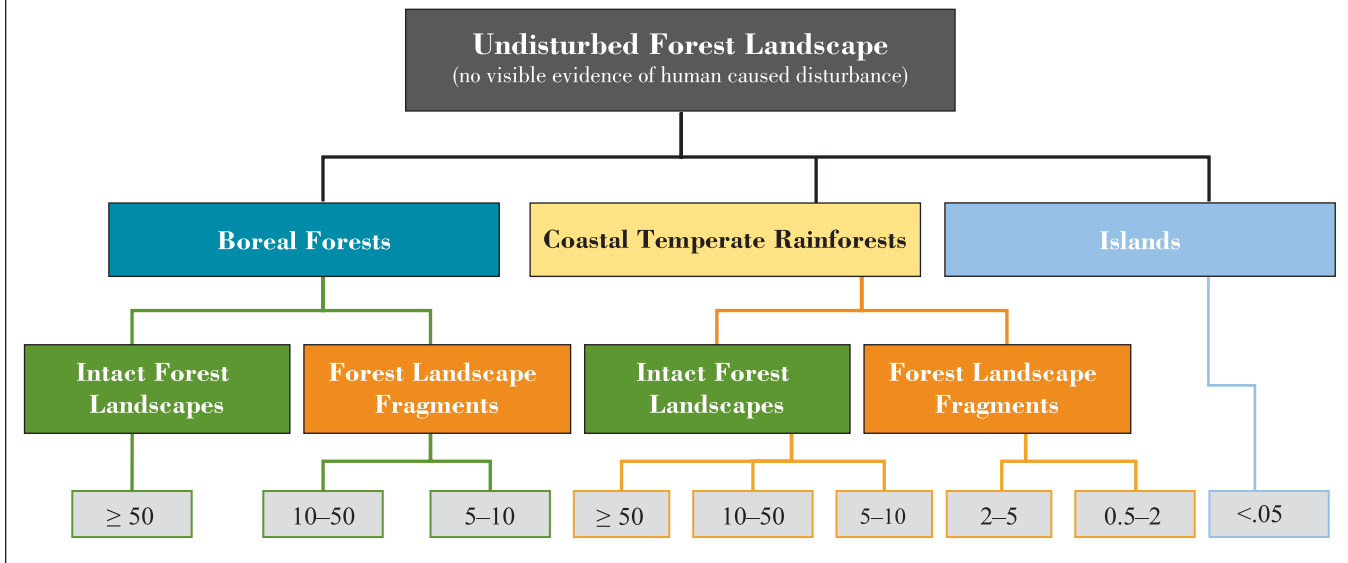 Undisturbed Forest Landscape
(no visible evidence of human caused disturbance)
Boreal Forests
Coastal Temperate Rainforests
Islands
Intact Forest
Landscapes
Forest Landscape
Fragments
Intact Forest
Landscapes
Forest Landscape
Fragments
≥ 50
10–50
5–10
≥ 50
10–50
5–10
2–5
0.5–2
<.05